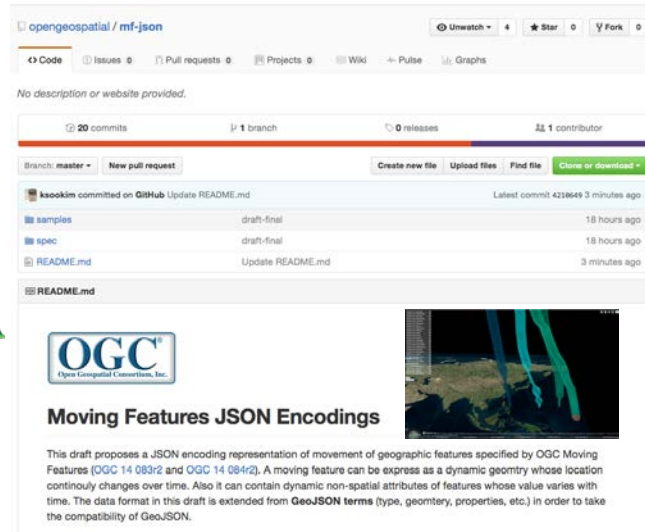 opengeospatial / mf-json
Unwatch 4 Star 0 Fork 0
Code Issues 0 Pull requests 0 Projects 0 Wiki Pulse Graphs
No description or website provided.
20 commits 1 branch 0 releases 1 contributor
Branch: master New pull request Create new file Upload files Find file Clone or download
ksookim committed on GitHub Update README.md Latest commit 4210649 3 minutes ago
samples draft-final 18 hours ago
spec draft-final 18 hours ago
README.md Update README.md 3 minutes ago
README.md
OGC®
Open Geospatial Consortium, Inc.
Moving Features JSON Encodings
This draft proposes a JSON encoding representation of movement of geographic features specified by OGC Moving
Features (OGC 14 083r2 and OGC 14 084r2). A moving feature can be express as a dynamic geomtry whose location
continouly changes over time. Also it can contain dynamic non-spatial attributes of features whose value varies with
time. The data format in this draft is extended from GeoJSON terms (type, geomtery, properties, etc.) in order to take
the compatibility of GeoJSON.